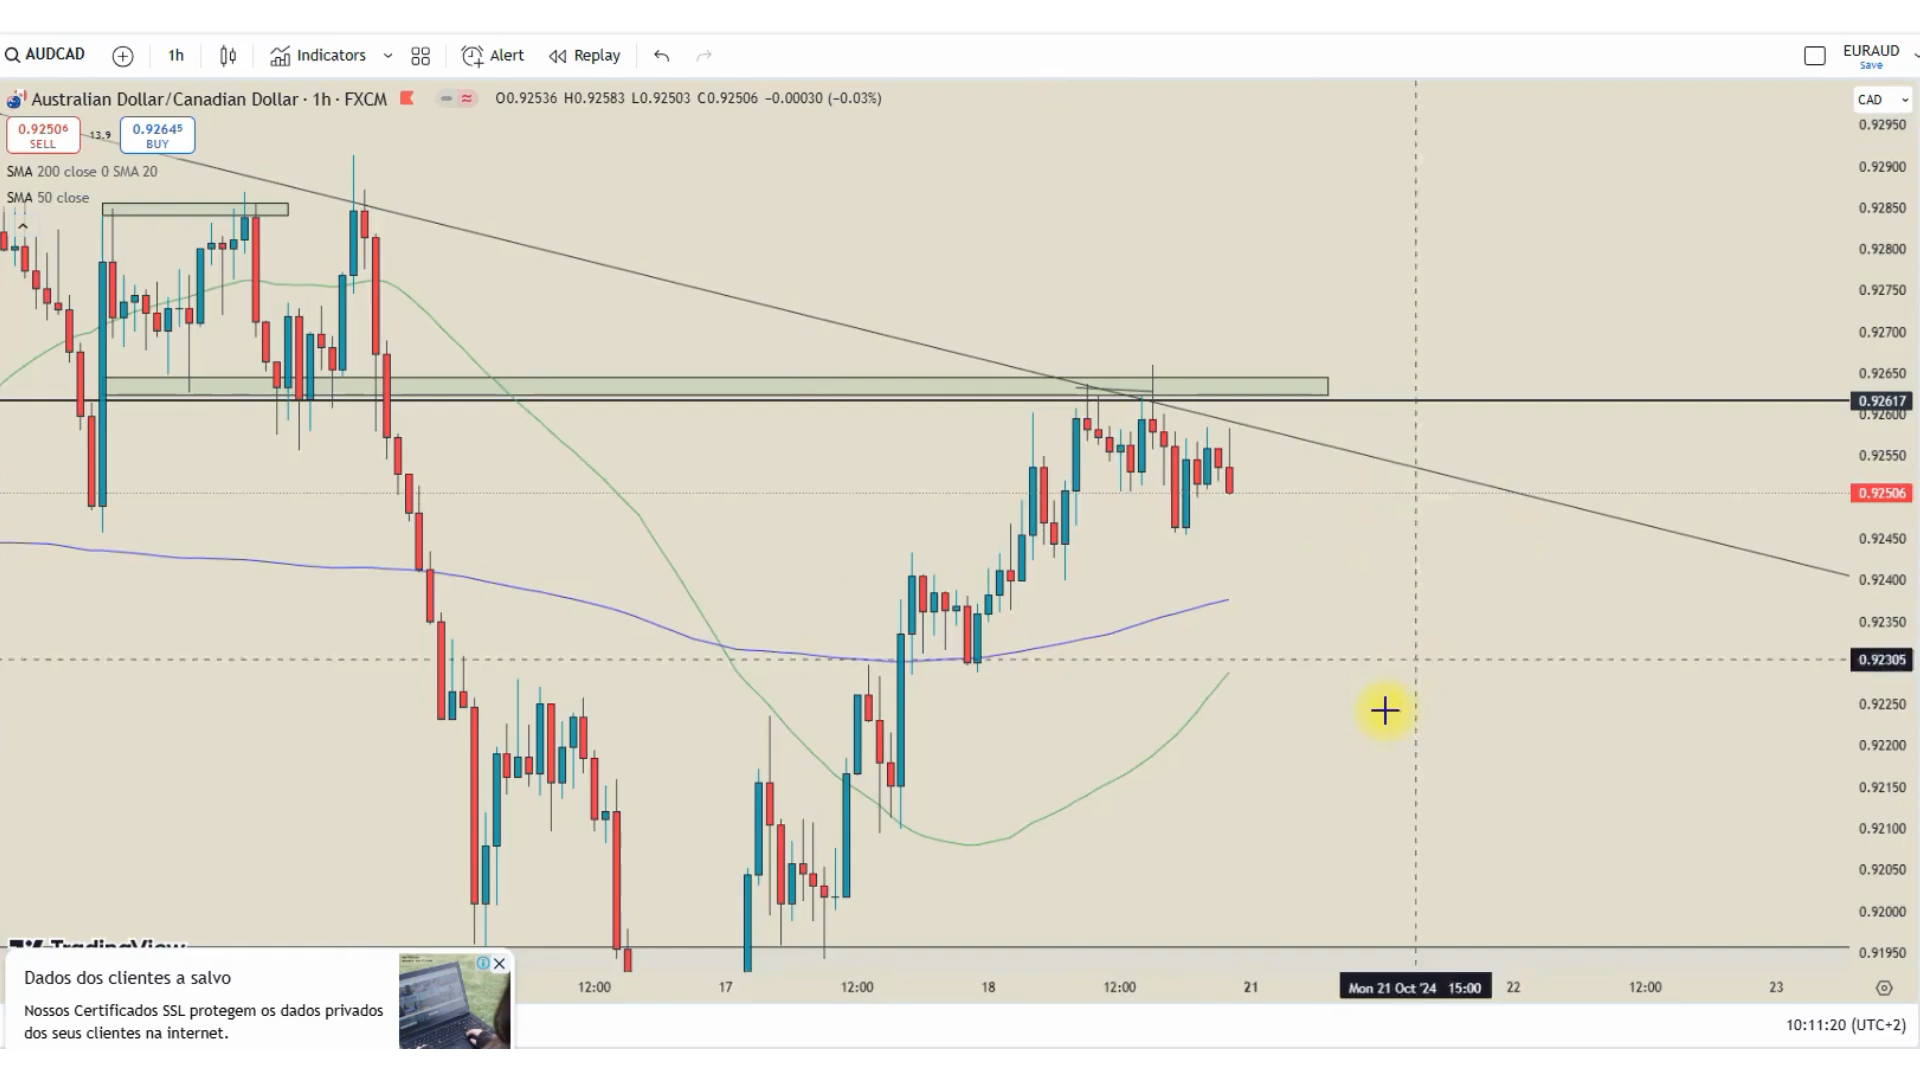 AUDCAD 1h Indicators Alert Replay EURAUD
Save
Australian Dollar/Canadian Dollar · 1h · FXCM O0.92536 H0.92583 L0.92503 C0.92506 −0.00030 (−0.03%)
CAD
0.92506 SELL 13.9 0.92645 BUY
SMA 200 close 0 SMA 20
SMA 50 close
0.92950
0.92900
0.92850
0.92800
0.92750
0.92700
0.92650
0.92617
0.92600
0.92550
0.92506
0.92450
0.92400
0.92350
0.92305
0.92250
0.92200
0.92150
0.92100
0.92050
0.92000
0.91950
TradingView
12:00 17 12:00 18 12:00 21 Mon 21 Oct '24 15:00 22 12:00 23
Dados dos clientes a salvo
Nossos Certificados SSL protegem os dados privados
dos seus clientes na internet.
10:11:20 (UTC+2)